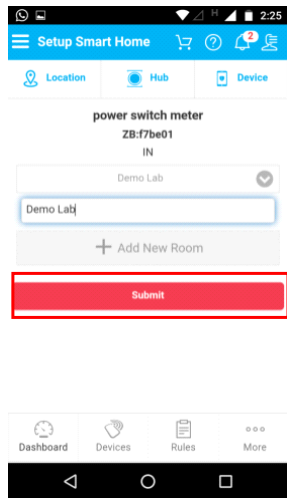 H 2:25
Setup Smart Home 2
Location Hub Device
power switch meter
ZB:f7be01
IN
Demo Lab
Demo Lab
Add New Room
Submit
Dashboard Devices Rules More